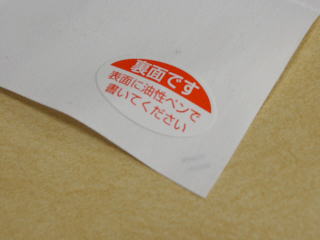 裏面です
表面に油性ペンで
書いてください